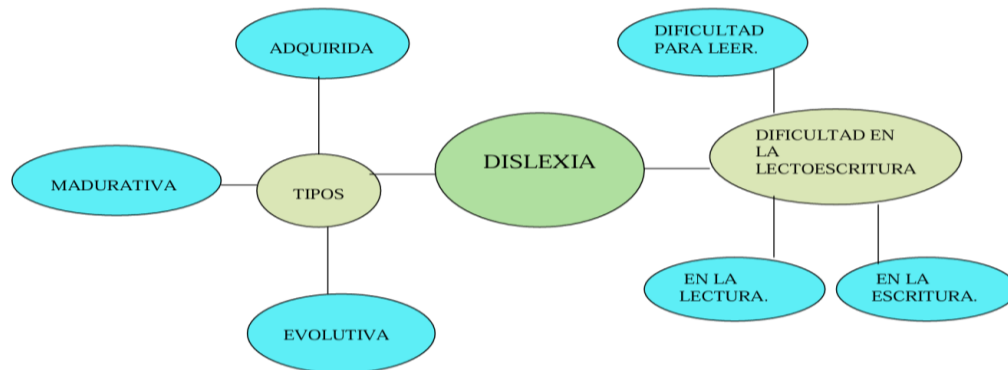 ADQUIRIDA
DIFICULTAD
PARA LEER.
DISLEXIA
DIFICULTAD EN
LA
LECTOESCRITURA
MADURATIVA
TIPOS
EN LA
LECTURA.
EN LA
ESCRITURA.
EVOLUTIVA